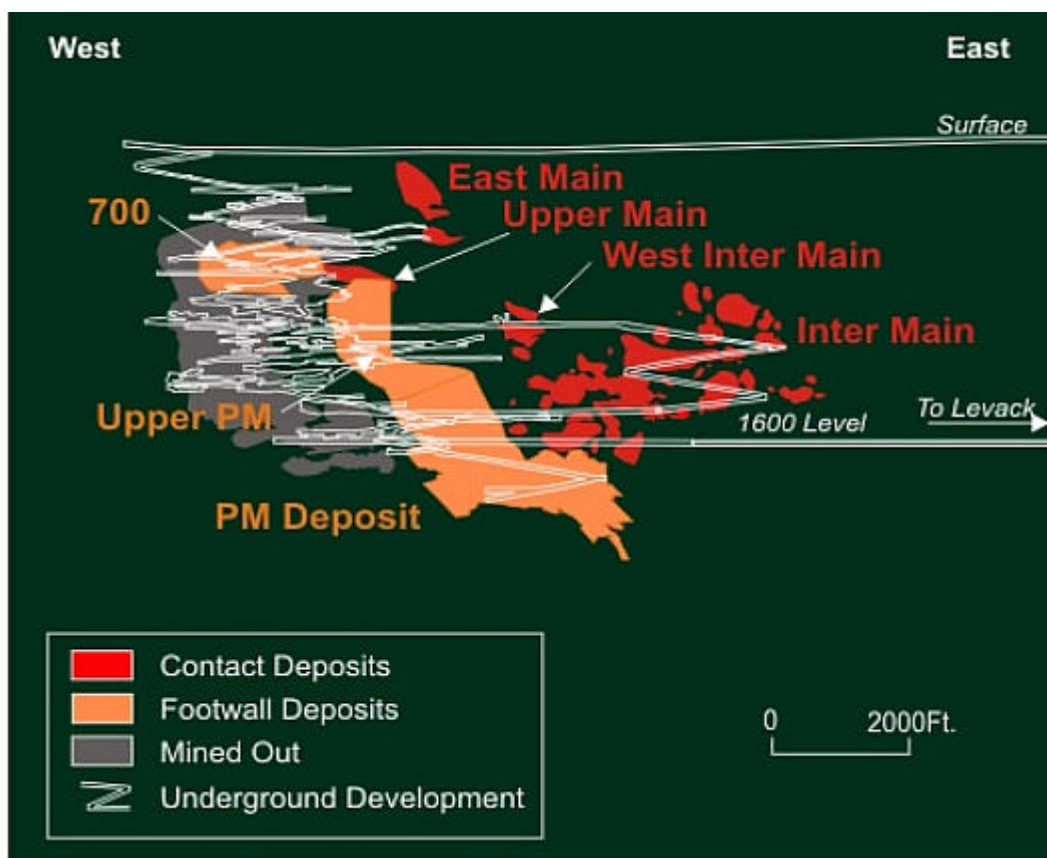 West
East
Surface
East Main
700
Upper Main
West Inter Main
Inter Main
Upper PM
To Levack
1600 Level
PM Deposit
Contact Deposits
Footwall Deposits
Mined Out
Underground Development
0
2000Ft.